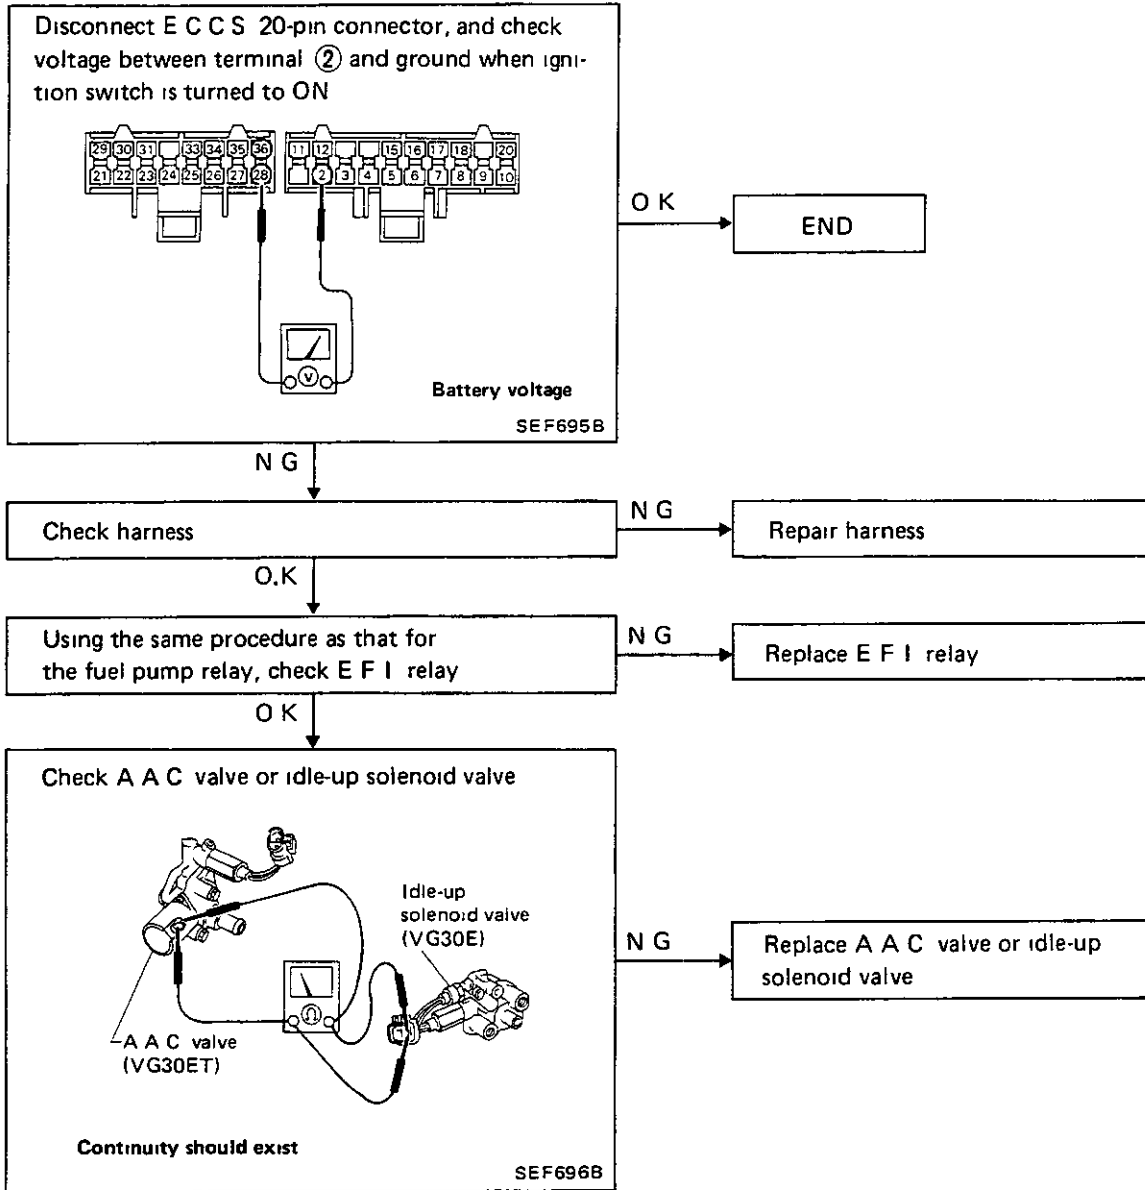 Disconnect E C C S 20-pin connector, and check
voltage between terminal ② and ground when igni-
tion switch is turned to ON
29 30 31 33 34 35 36 11 12 15 16 17 18 20
21 22 23 24 25 26 27 28 2 3 4 5 6 7 8 9 10
V
Battery voltage
SEF695B
O K
END
N G
Check harness
N G
Repair harness
O.K
Using the same procedure as that for
the fuel pump relay, check E F I relay
N G
Replace E F I relay
O K
Check A A C valve or idle-up solenoid valve
Idle-up
solenoid valve
(VG30E)
Ω
A A C valve
(VG30ET)
Continuity should exist
SEF696B
N G
Replace A A C valve or idle-up
solenoid valve